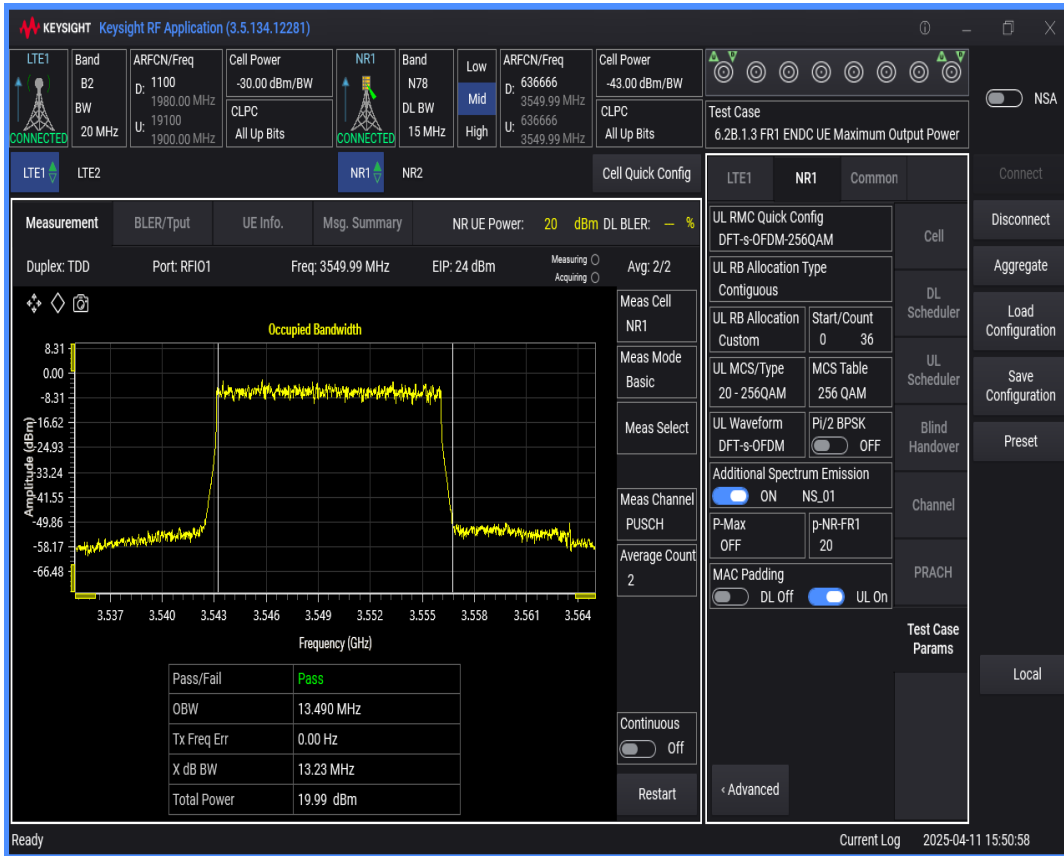 KEYSIGHT Keysight RF Application (3.5.134.12281)
LTE1
CONNECTED
Band
B2
BW
20 MHz
ARFCN/Freq
D: 1100
1980.00 MHz
U: 19100
1900.00 MHz
Cell Power
-30.00 dBm/BW
CLPC
All Up Bits
NR1
CONNECTED
Band
N78
DL BW
15 MHz
Low
Mid
High
ARFCN/Freq
D: 636666
3549.99 MHz
U: 636666
3549.99 MHz
Cell Power
-43.00 dBm/BW
CLPC
All Up Bits
Test Case
6.2B.1.3 FR1 ENDC UE Maximum Output Power
NSA
LTE1 LTE2 NR1 NR2 Cell Quick Config
Measurement BLER/Tput UE Info. Msg. Summary NR UE Power: 20 dBm DL BLER: — %
Duplex: TDD Port: RFIO1 Freq: 3549.99 MHz EIP: 24 dBm Measuring Acquiring Avg: 2/2
Occupied Bandwidth
Amplitude (dBm)
8.31
0.00
-8.31
-16.62
-24.93
-33.24
-41.55
-49.86
-58.17
-66.48
3.537 3.540 3.543 3.546 3.549 3.552 3.555 3.558 3.561 3.564
Frequency (GHz)
Pass/Fail Pass
OBW 13.490 MHz
Tx Freq Err 0.00 Hz
X dB BW 13.23 MHz
Total Power 19.99 dBm
Meas Cell
NR1
Meas Mode
Basic
Meas Select
Meas Channel
PUSCH
Average Count
2
Continuous
Off
Restart
LTE1 NR1 Common
UL RMC Quick Config
DFT-s-OFDM-256QAM
UL RB Allocation Type
Contiguous
UL RB Allocation Start/Count
Custom 0 36
UL MCS/Type MCS Table
20 - 256QAM 256 QAM
UL Waveform Pi/2 BPSK
DFT-s-OFDM OFF
Additional Spectrum Emission
ON NS_01
P-Max p-NR-FR1
OFF 20
MAC Padding
DL Off UL On
‹ Advanced
Cell
DL Scheduler
UL Scheduler
Blind Handover
Channel
PRACH
Test Case Params
Connect
Disconnect
Aggregate
Load Configuration
Save Configuration
Preset
Local
Ready Current Log 2025-04-11 15:50:58